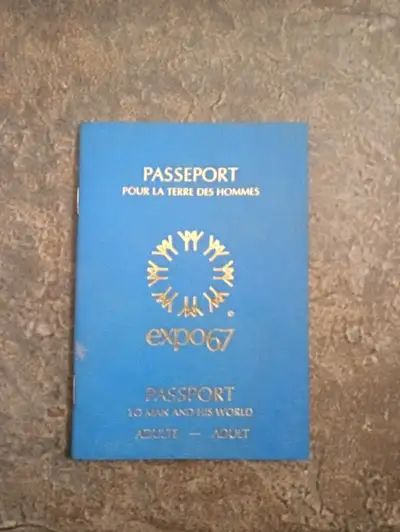 PASSEPORT
POUR LA TERRE DES HOMMES
expo67
PASSPORT
TO MAN AND HIS WORLD
ADULTE — ADULT